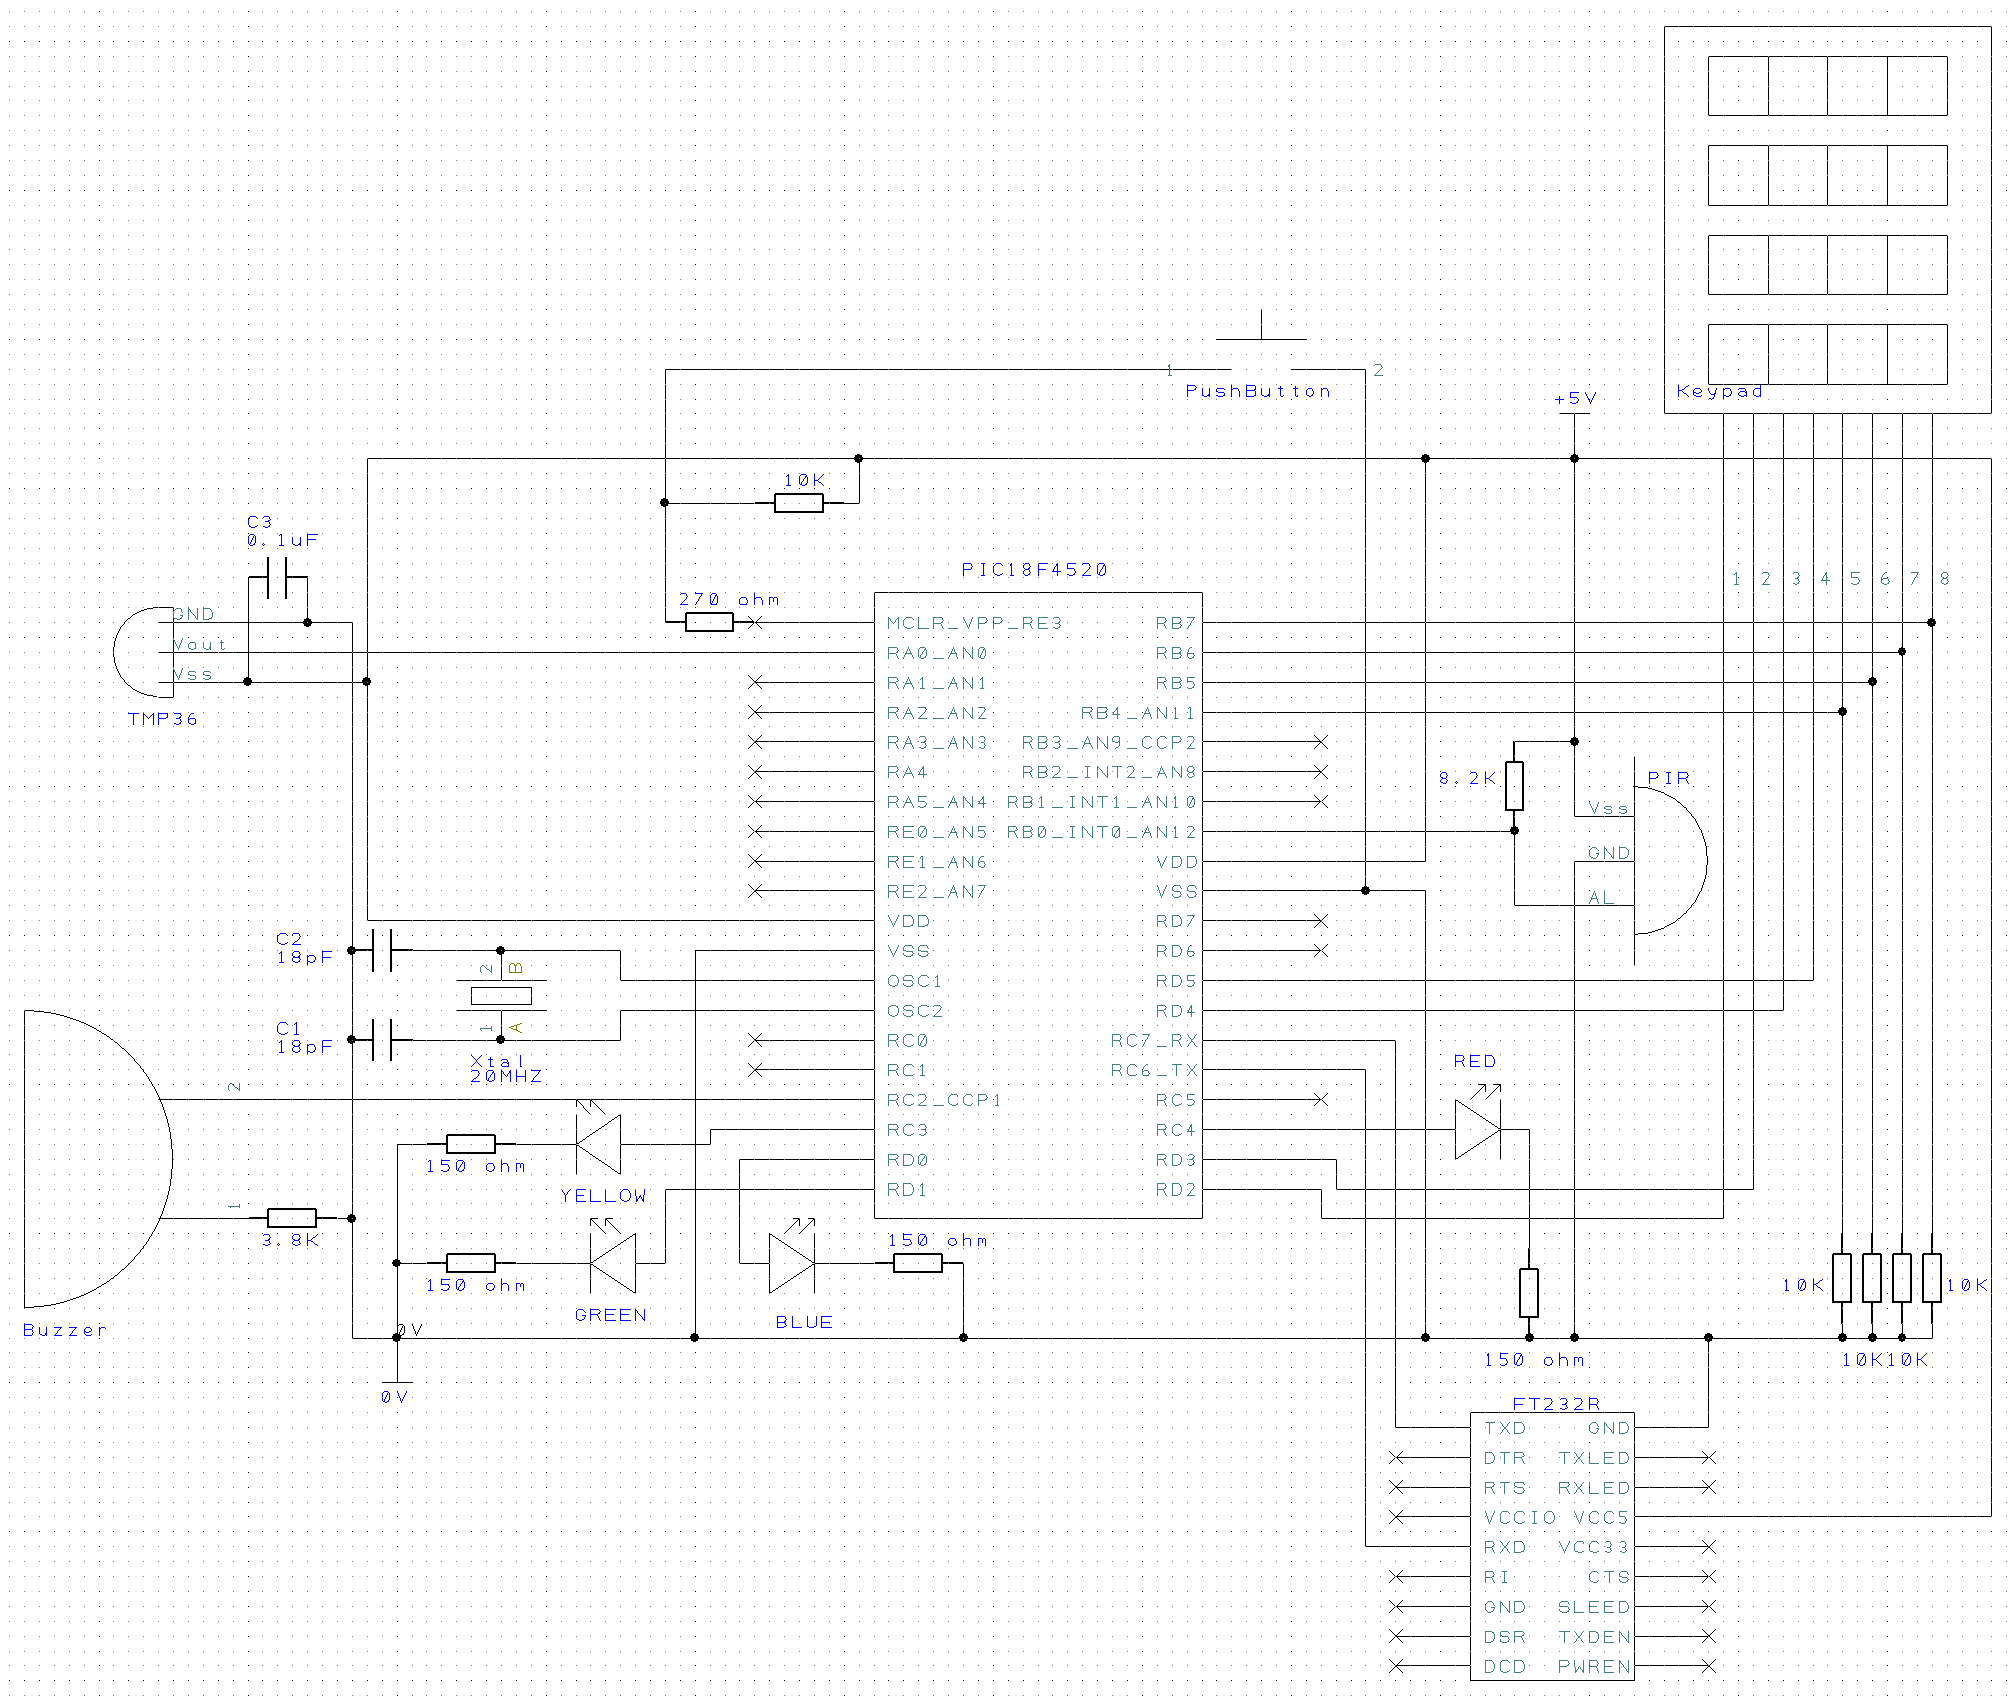 +5V
Keypad
1 2
PushButton
10K
C3
0.1uF
1 2 3 4 5 6 7 8
PIC18F4520
270 ohm
GND
Vout
Vss
TMP36
MCLR_VPP_RE3 RB7
RA0_AN0 RB6
RA1_AN1 RB5
RA2_AN2 RB4_AN11
RA3_AN3 RB3_AN9_CCP2
RA4 RB2_INT2_AN8
RA5_AN4 RB1_INT1_AN10
RE0_AN5 RB0_INT0_AN12
RE1_AN6 VDD
RE2_AN7 VSS
VDD RD7
VSS RD6
OSC1 RD5
OSC2 RD4
RC0 RC7_RX
RC1 RC6_TX
RC2_CCP1 RC5
RC3 RC4
RD0 RD3
RD1 RD2
8.2K
PIR
Vss
GND
AL
C2
18pF
2 B
C1
18pF
1 A
Xtal
20MHZ
RED
2
1
3.8K
Buzzer
150 ohm
YELLOW
150 ohm
GREEN
BLUE
150 ohm
0V
0V
150 ohm
10K
10K
10K10K
FT232R
TXD GND
DTR TXLED
RTS RXLED
VCCIO VCC5
RXD VCC33
RI CTS
GND SLEED
DSR TXDEN
DCD PWREN